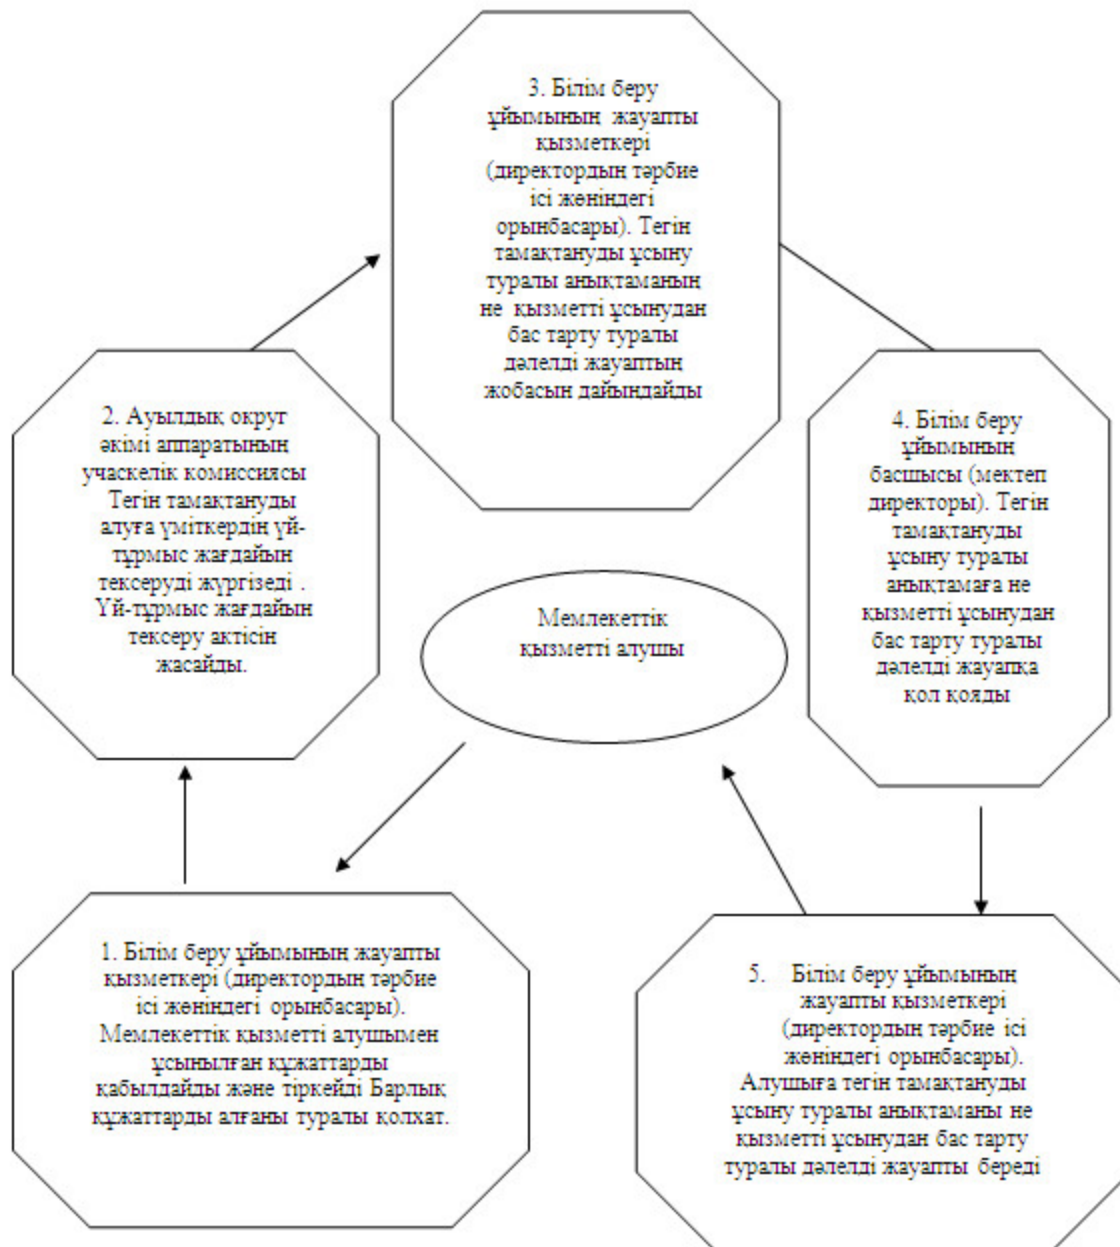 3. Білім беру
ұйымының жауапты
қызметкері
(директордың тәрбие
ісі жөніндегі
орынбасары). Тегін
тамақтануды ұсыну
туралы анықтаманың
не қызметті ұсынудан
бас тарту туралы
дәлелді жауаптың
жобасын дайындайды
2. Ауылдық округ
әкімі аппаратының
учаскелік комиссиясы
Тегін тамақтануды
алуға үміткердің үй-
тұрмыс жағдайын
тексеруді жүргізеді .
Үй-тұрмыс жағдайын
тексеру актісін
жасайды.
4. Білім беру
ұйымының
басшысы (мектеп
директоры). Тегін
тамақтануды
ұсыну туралы
анықтамаға не
қызметті ұсынудан
бас тарту туралы
дәлелді жауапқа
қол қояды
Мемлекеттік
қызметті алушы
1. Білім беру ұйымының жауапты
қызметкері (директордың тәрбие
ісі жөніндегі орынбасары).
Мемлекеттік қызметті алушымен
ұсынылған құжаттарды
қабылдайды және тіркейді Барлық
құжаттарды алғаны туралы қолхат.
5. Білім беру ұйымының
жауапты қызметкері
(директордың тәрбие ісі
жөніндегі орынбасары).
Алушыға тегін тамақтануды
ұсыну туралы анықтаманы не
қызметті ұсынудан бас тарту
туралы дәлелді жауапты береді